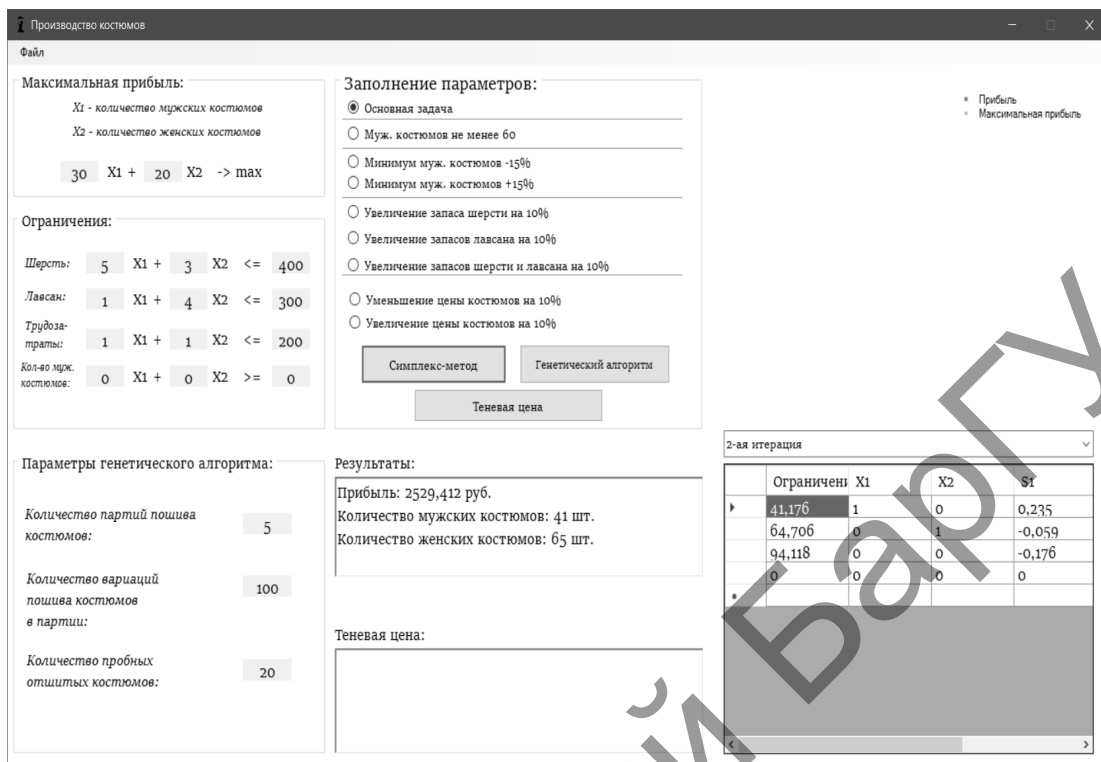 Производство костюмов
Файл
Максимальная прибыль:
X1 - количество мужских костюмов
X2 - количество женских костюмов
30 X1 + 20 X2 -> max
Ограничения:
Шерсть: 5 X1 + 3 X2 <= 400
Лавсан: 1 X1 + 4 X2 <= 300
Трудоза-
траты: 1 X1 + 1 X2 <= 200
Кол-во муж.
костюмов: 0 X1 + 0 X2 >= 0
Заполнение параметров:
Основная задача
Муж. костюмов не менее 60
Минимум муж. костюмов -15%
Минимум муж. костюмов +15%
Увеличение запаса шерсти на 10%
Увеличение запасов лавсана на 10%
Увеличение запасов шерсти и лавсана на 10%
Уменьшение цены костюмов на 10%
Увеличение цены костюмов на 10%
Симплекс-метод Генетический алгоритм
Теневая цена
Прибыль
Максимальная прибыль
Параметры генетического алгоритма:
Количество партий пошива
костюмов: 5
Количество вариаций
пошива костюмов
в партии: 100
Количество пробных
отшитых костюмов: 20
Результаты:
Прибыль: 2529,412 руб.
Количество мужских костюмов: 41 шт.
Количество женских костюмов: 65 шт.
Теневая цена:
2-ая итерация
Ограничени X1 X2 S1
41,176 1 0 0,235
64,706 0 1 -0,059
94,118 0 0 -0,176
0 0 0 0
й БарГУ